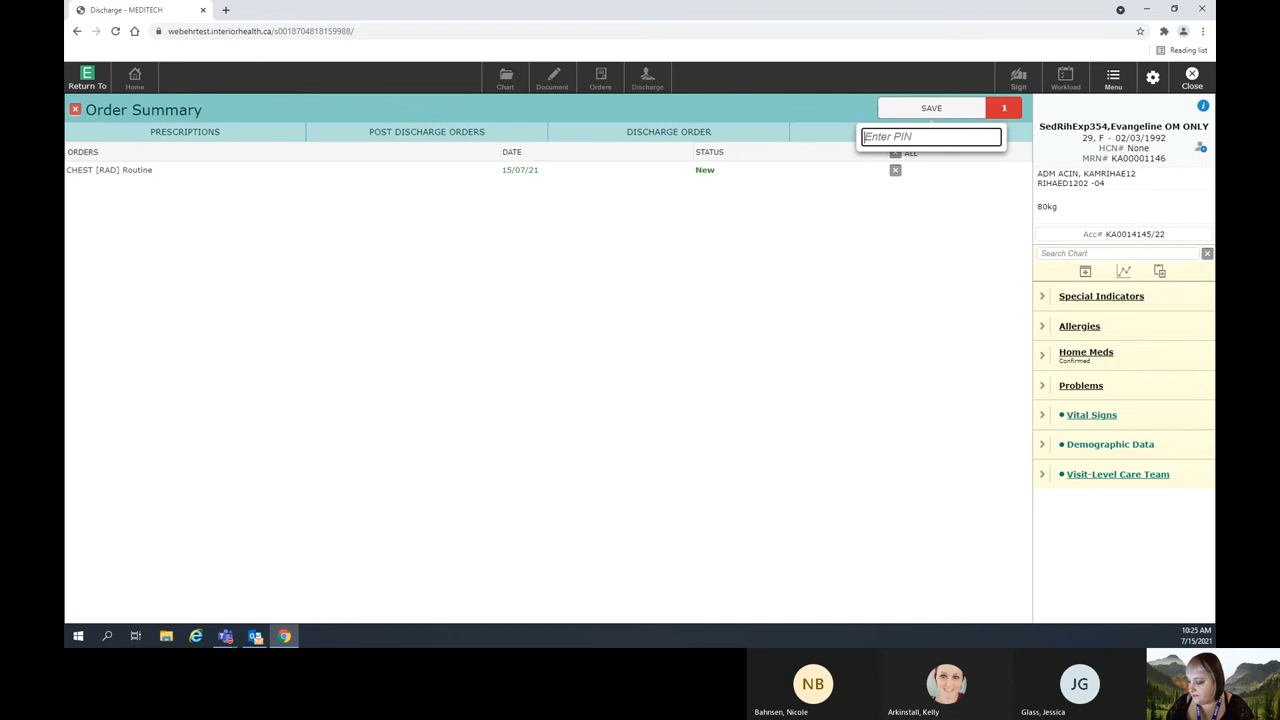 Discharge - MEDITECH
webehrtest.interiorhealth.ca/s0018704818159988/
Reading list
E
Return To
Home
Chart
Document
Orders
Discharge
Sign
Workload
Menu
Close
Order Summary
SAVE
1
PRESCRIPTIONS
POST DISCHARGE ORDERS
DISCHARGE ORDER
Enter PIN
ORDERS
DATE
STATUS
ALL
CHEST [RAD] Routine
15/07/21
New
SedRihExp354,Evangeline OM ONLY
29, F - 02/03/1992
HCN# None
MRN# KA00001146
ADM ACIN, KAMRIHAE12
RIHAED1202 -04
80kg
Acc# KA0014145/22
Search Chart
Special Indicators
Allergies
Home Meds
Confirmed
Problems
Vital Signs
Demographic Data
Visit-Level Care Team
10:25 AM
7/15/2021
NB
Bahnsen, Nicole
Arkinstall, Kelly
JG
Glass, Jessica